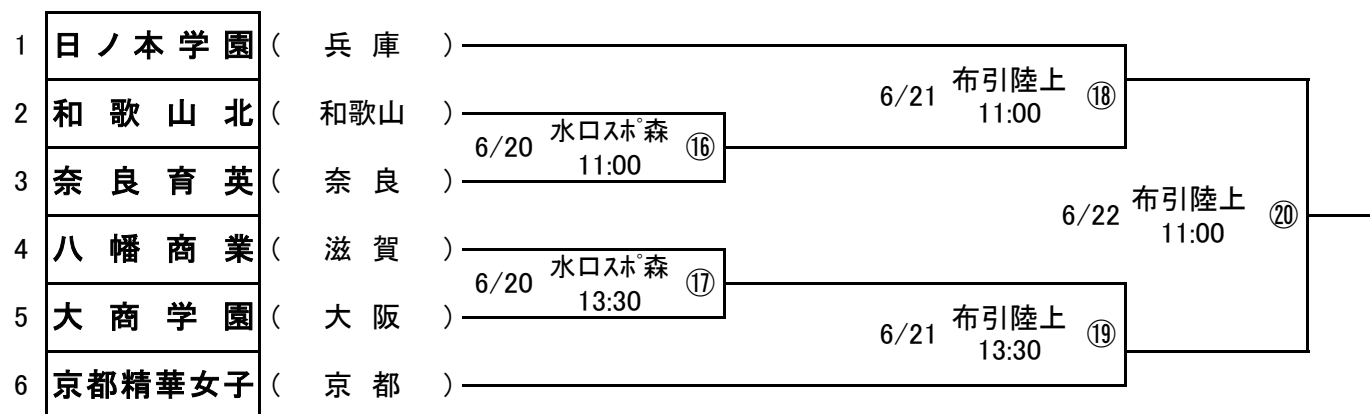 1 日ノ本学園 ( 兵庫 )
2 和歌山北 ( 和歌山 )
3 奈良育英 ( 奈良 )
4 八幡商業 ( 滋賀 )
5 大商学園 ( 大阪 )
6 京都精華女子 ( 京都 )
6/20 水口ｽﾎﾟ森 11:00 ⑯
6/20 水口ｽﾎﾟ森 13:30 ⑰
6/21 布引陸上 11:00 ⑱
6/21 布引陸上 13:30 ⑲
6/22 布引陸上 11:00 ⑳